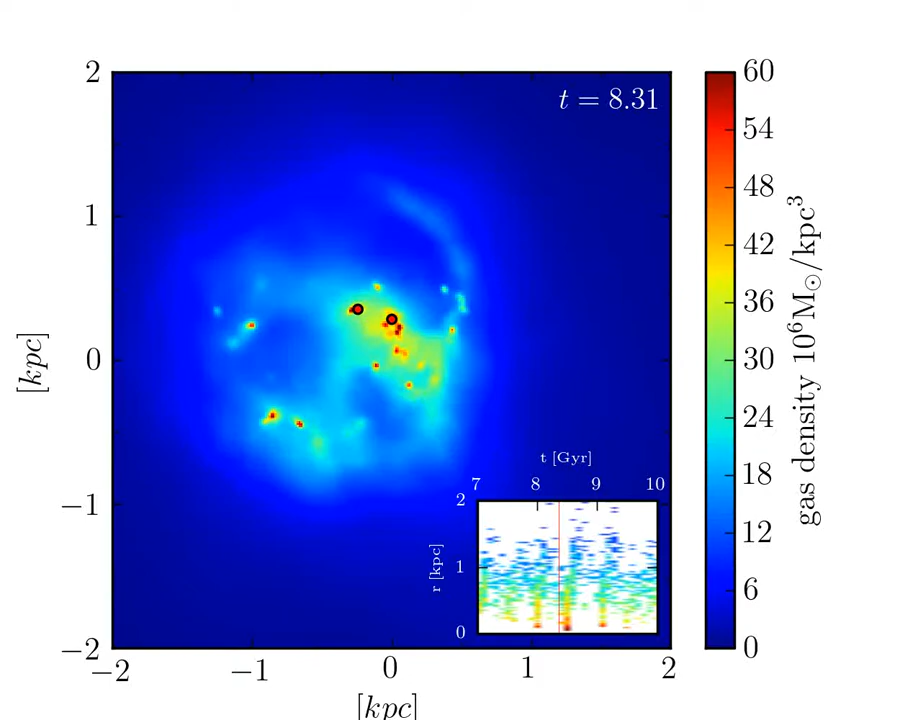 t = 8.31
2
1
0
−1
−2
−2 −1 0 1 2
[kpc]
[kpc]
60
54
48
42
36
30
24
18
12
6
0
gas density 10⁶M⊙/kpc³
t [Gyr]
7 8 9 10
2
1
0
r [kpc]